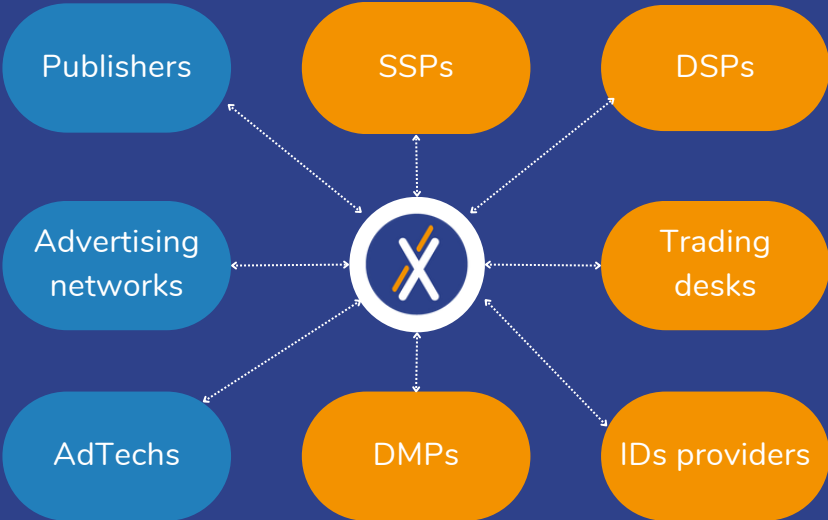 Publishers
SSPs
DSPs
Advertising
networks
Trading
desks
AdTechs
DMPs
IDs providers